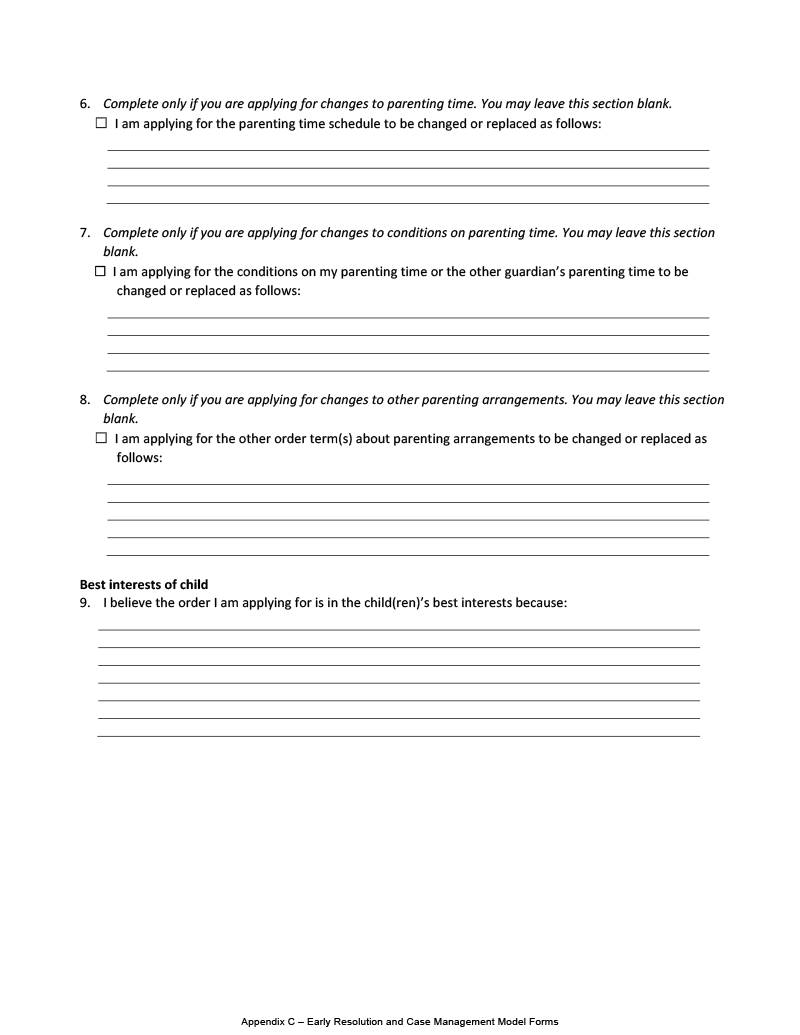 6. Complete only if you are applying for changes to parenting time. You may leave this section blank.
☐ I am applying for the parenting time schedule to be changed or replaced as follows:
7. Complete only if you are applying for changes to conditions on parenting time. You may leave this section
blank.
☐ I am applying for the conditions on my parenting time or the other guardian’s parenting time to be
changed or replaced as follows:
8. Complete only if you are applying for changes to other parenting arrangements. You may leave this section
blank.
☐ I am applying for the other order term(s) about parenting arrangements to be changed or replaced as
follows:
Best interests of child
9. I believe the order I am applying for is in the child(ren)’s best interests because:
Appendix C – Early Resolution and Case Management Model Forms